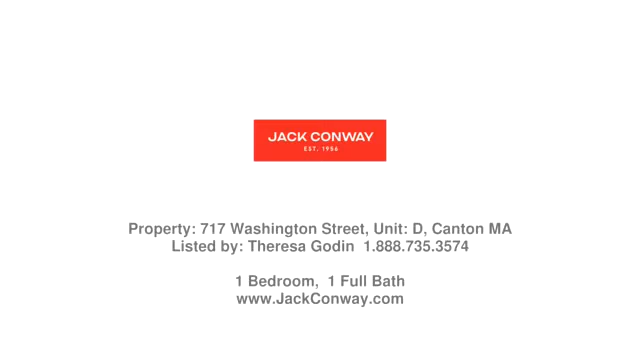 JACK CONWAY
EST. 1956
Property: 717 Washington Street, Unit: D, Canton MA
Listed by: Theresa Godin  1.888.735.3574
1 Bedroom,  1 Full Bath
www.JackConway.com